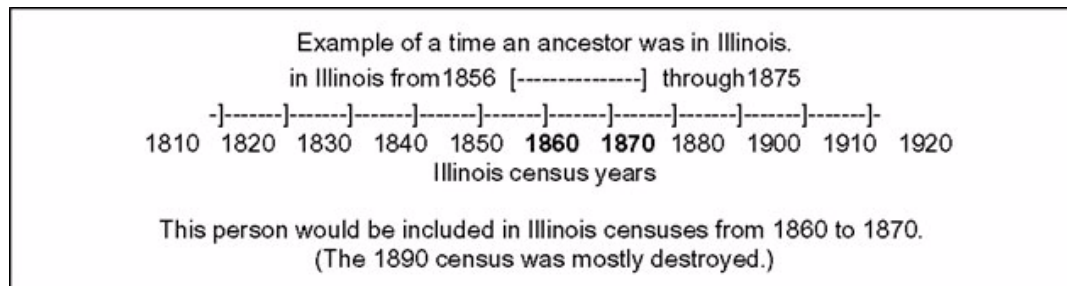 Example of a time an ancestor was in Illinois.
in Illinois from1856 [---------------] through1875
-]-------]-------]-------]-------]-------]-------]-------]-------]-------]-------]-
1810 1820 1830 1840 1850 1860 1870 1880 1900 1910 1920
Illinois census years
This person would be included in Illinois censuses from 1860 to 1870.
(The 1890 census was mostly destroyed.)